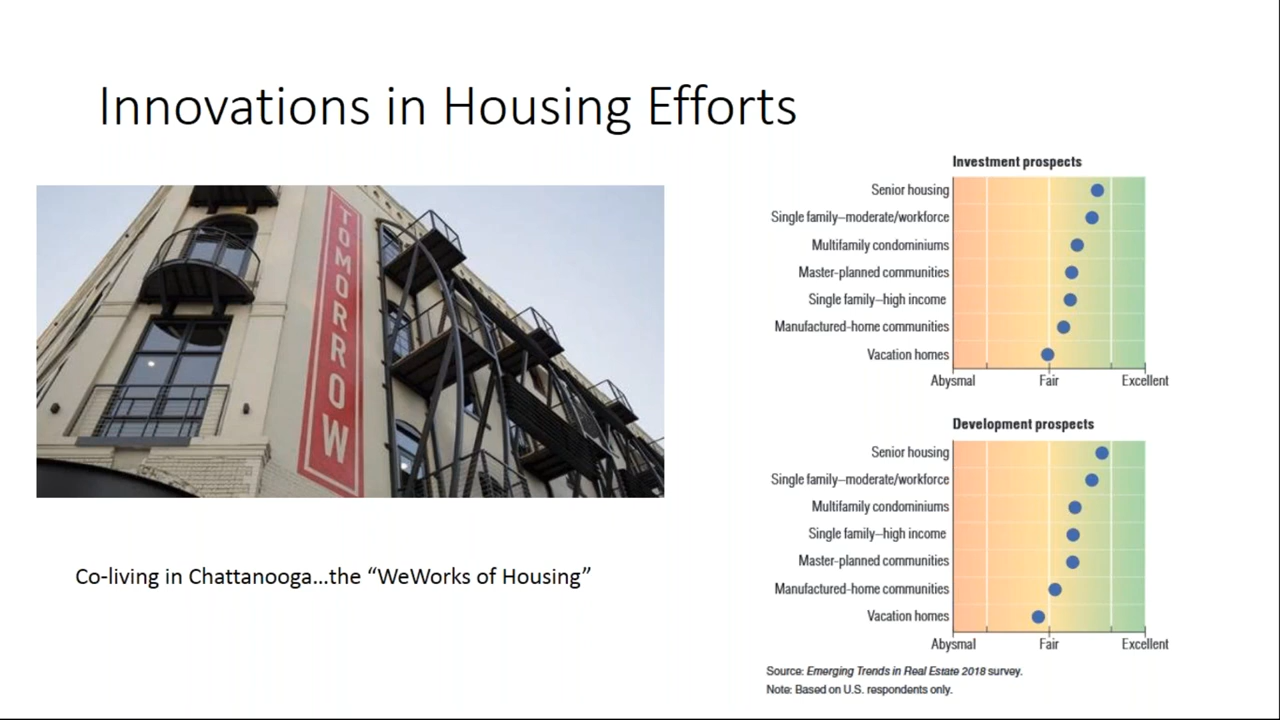 Innovations in Housing Efforts
TOMORROW
Co-living in Chattanooga...the “WeWorks of Housing”
Investment prospects
Senior housing
Single family–moderate/workforce
Multifamily condominiums
Master-planned communities
Single family–high income
Manufactured-home communities
Vacation homes
Abysmal Fair Excellent
Development prospects
Senior housing
Single family–moderate/workforce
Multifamily condominiums
Single family–high income
Master-planned communities
Manufactured-home communities
Vacation homes
Abysmal Fair Excellent
Source: Emerging Trends in Real Estate 2018 survey.
Note: Based on U.S. respondents only.